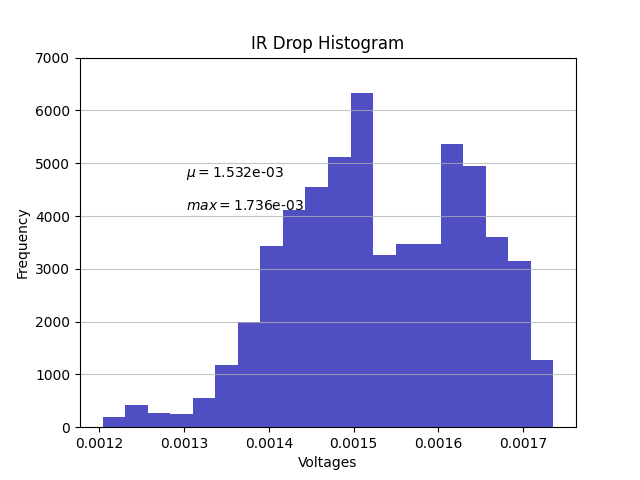 IR Drop Histogram
7000
6000
5000
4000
3000
2000
1000
0
Frequency
μ = 1.532e-03
max = 1.736e-03
0.0012 0.0013 0.0014 0.0015 0.0016 0.0017
Voltages